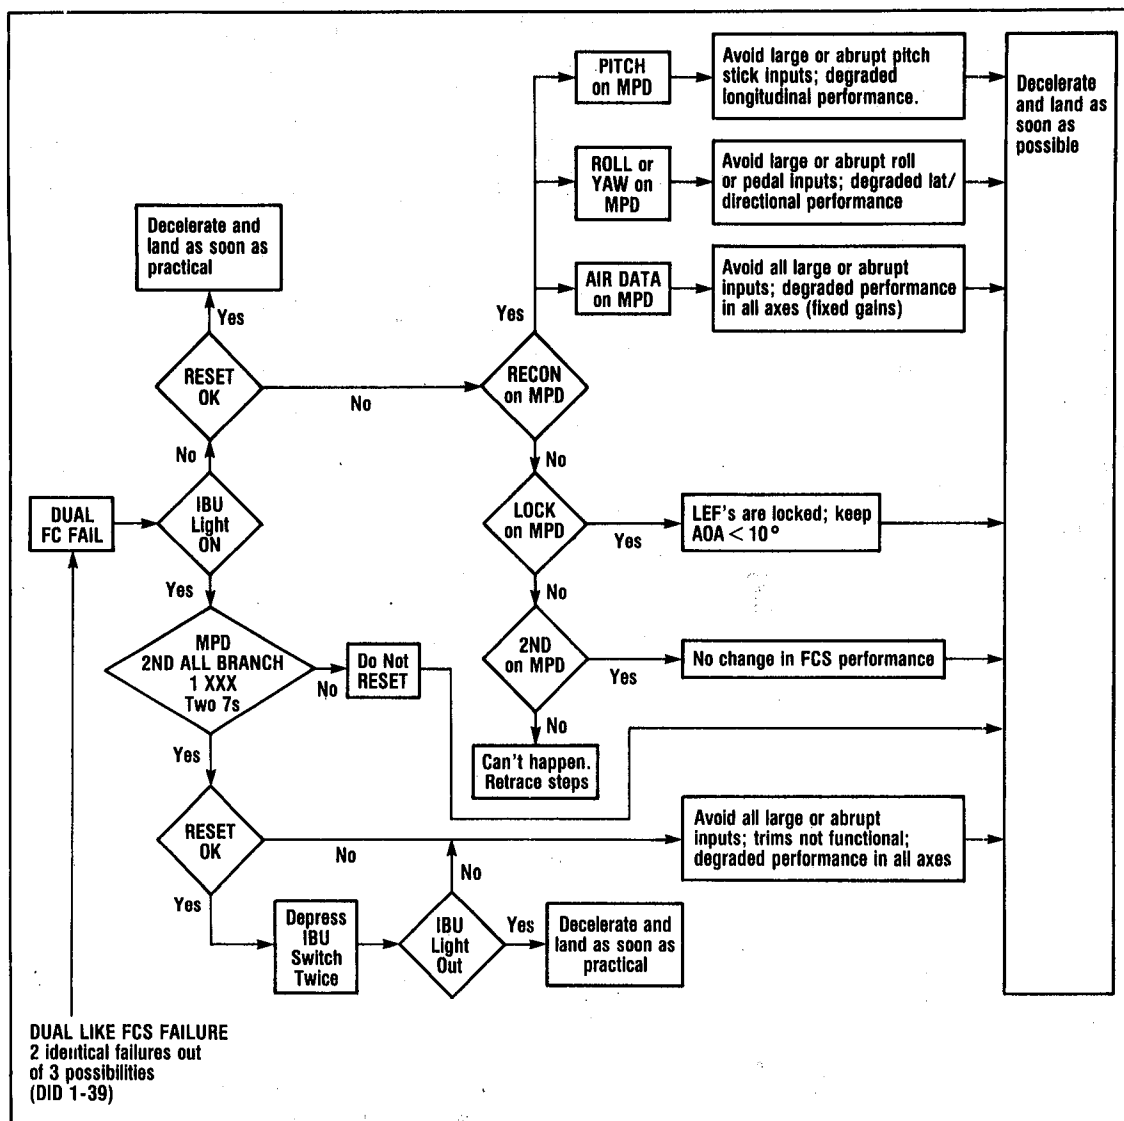 PITCH
on MPD
Avoid large or abrupt pitch
stick inputs; degraded
longitudinal performance.
Decelerate
and land as
soon as
possible
ROLL or
YAW on
MPD
Avoid large or abrupt roll
or pedal inputs; degraded lat/
directional performance
Decelerate and
land as soon as
practical
AIR DATA
on MPD
Avoid all large or abrupt
inputs; degraded performance
in all axes (fixed gains)
Yes
Yes
RESET
OK
No
RECON
on MPD
No
No
DUAL
FC FAIL
IBU
Light
ON
LOCK
on MPD
Yes
LEF's are locked; keep
AOA < 10°
Yes
No
MPD
2ND ALL BRANCH
1 XXX
Two 7s
No
Do Not
RESET
2ND
on MPD
Yes
No change in FCS performance
Yes
No
Can't happen.
Retrace steps
RESET
OK
No
Avoid all large or abrupt
inputs; trims not functional;
degraded performance in all axes
Yes
No
Depress
IBU
Switch
Twice
IBU
Light
Out
Yes
Decelerate and
land as soon as
practical
DUAL LIKE FCS FAILURE
2 identical failures out
of 3 possibilities
(DID 1-39)